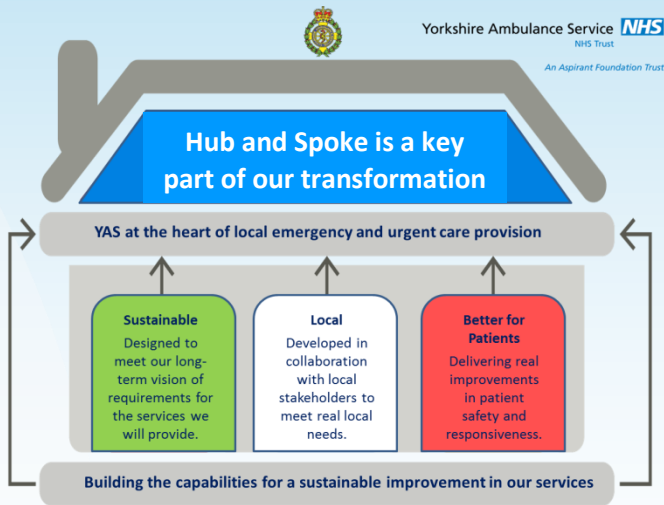 Yorkshire Ambulance Service NHS
NHS Trust
An Aspirant Foundation Trust
Hub and Spoke is a key
part of our transformation
YAS at the heart of local emergency and urgent care provision
Sustainable
Designed to
meet our long-
term vision of
requirements for
the services we
will provide.
Local
Developed in
collaboration
with local
stakeholders to
meet real local
needs.
Better for
Patients
Delivering real
improvements
in patient
safety and
responsiveness.
Building the capabilities for a sustainable improvement in our services